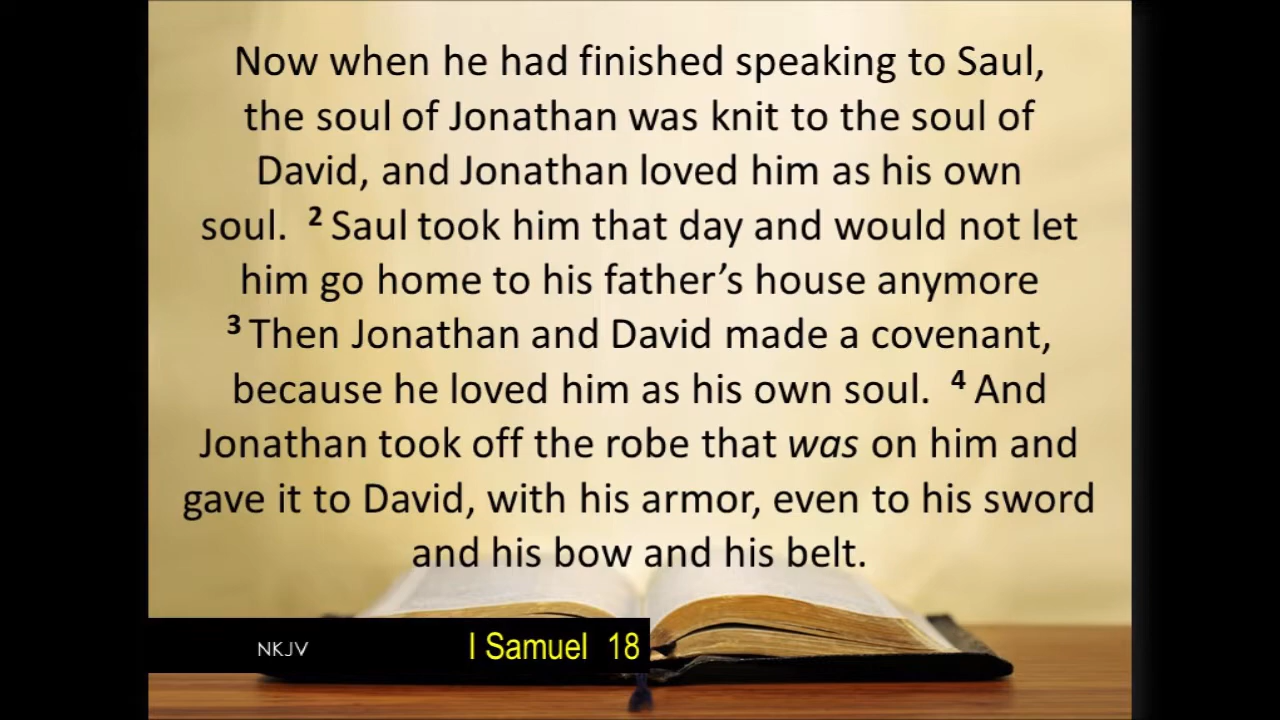 Now when he had finished speaking to Saul,
the soul of Jonathan was knit to the soul of
David, and Jonathan loved him as his own
soul. ² Saul took him that day and would not let
him go home to his father’s house anymore
³ Then Jonathan and David made a covenant,
because he loved him as his own soul. ⁴ And
Jonathan took off the robe that was on him and
gave it to David, with his armor, even to his sword
and his bow and his belt.
NKJV I Samuel 18